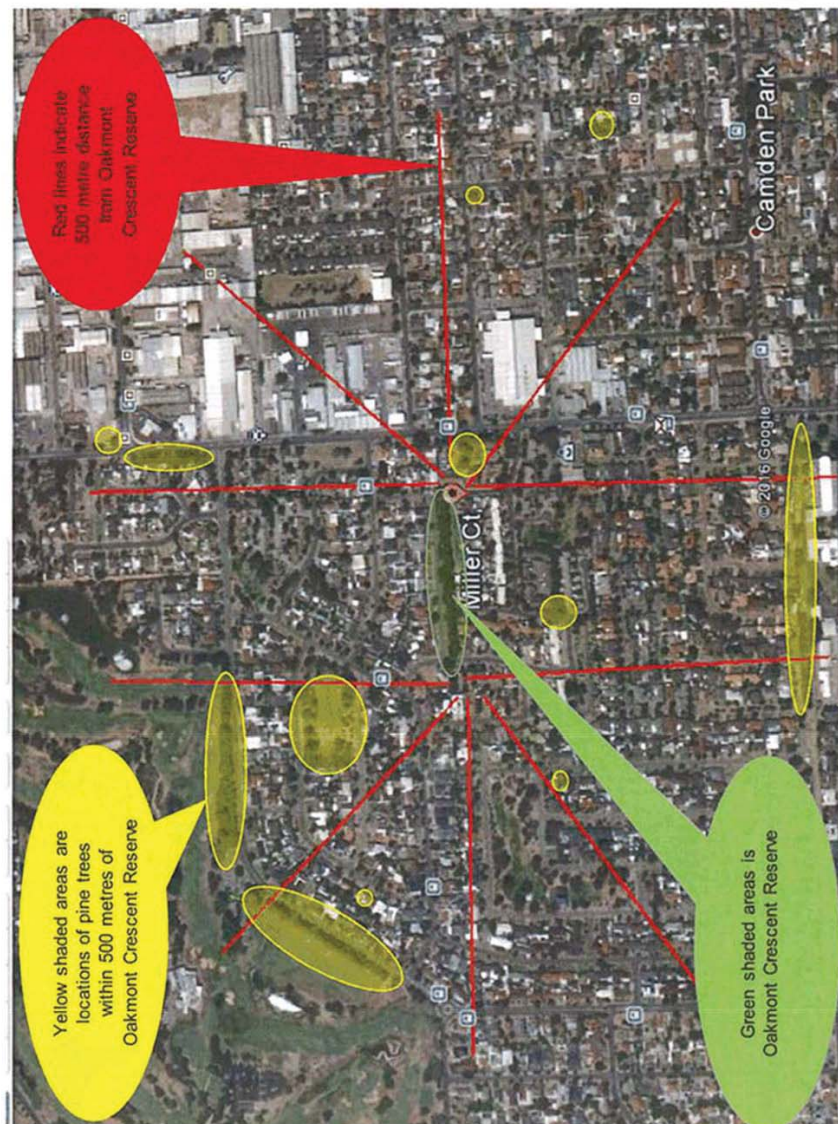 Red lines indicate
500 metre distance
from Oakmont
Crescent Reserve
Camden Park
© 2016 Google
Miller Ct
Yellow shaded areas are
locations of pine trees
within 500 metres of
Oakmont Crescent Reserve
Green shaded areas is
Oakmont Crescent Reserve